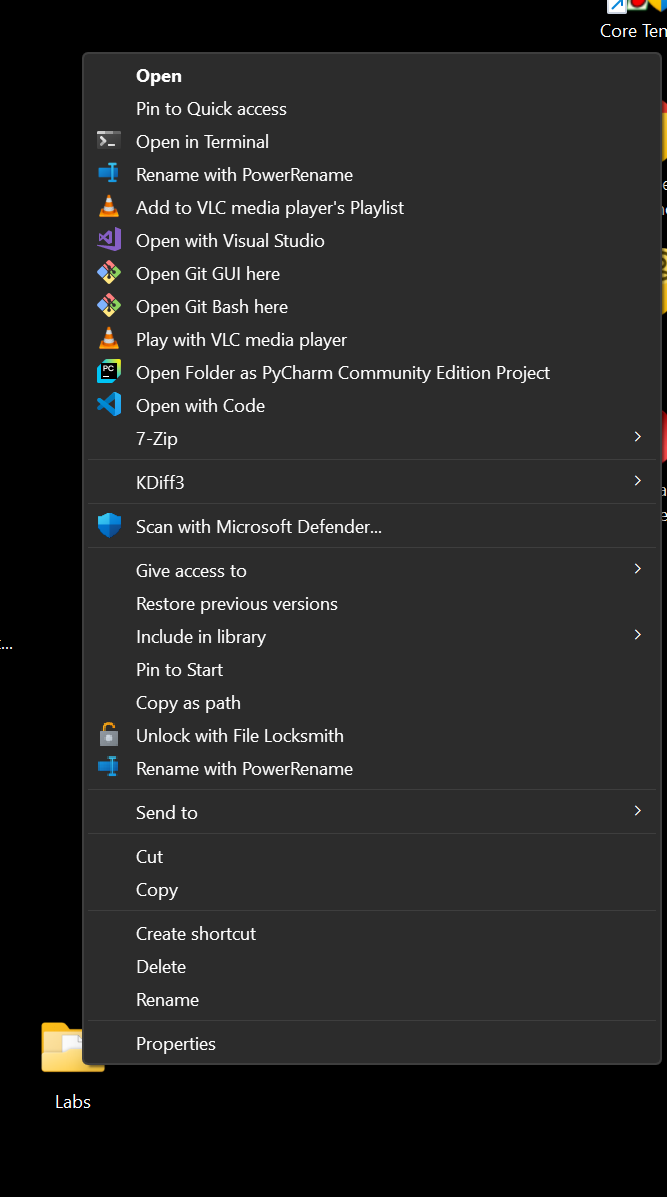 Core Ten
Open
Pin to Quick access
Open in Terminal
Rename with PowerRename
Add to VLC media player's Playlist
Open with Visual Studio
Open Git GUI here
Open Git Bash here
Play with VLC media player
PC
Open Folder as PyCharm Community Edition Project
Open with Code
7-Zip
KDiff3
Scan with Microsoft Defender...
Give access to
Restore previous versions
Include in library
...
Pin to Start
Copy as path
Unlock with File Locksmith
Rename with PowerRename
Send to
Cut
Copy
Create shortcut
Delete
Rename
Properties
Labs